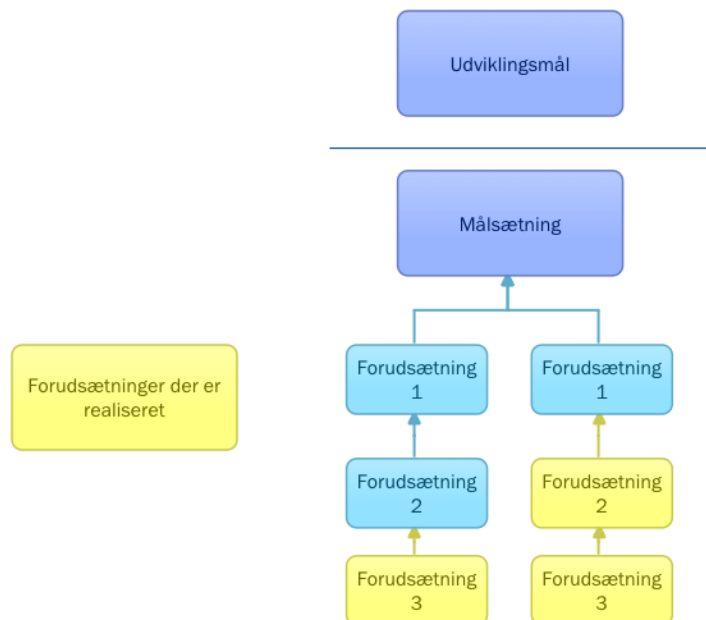 Udviklingsmål
Målsætning
Forudsætninger der er
realiseret
Forudsætning
1
Forudsætning
1
Forudsætning
2
Forudsætning
2
Forudsætning
3
Forudsætning
3